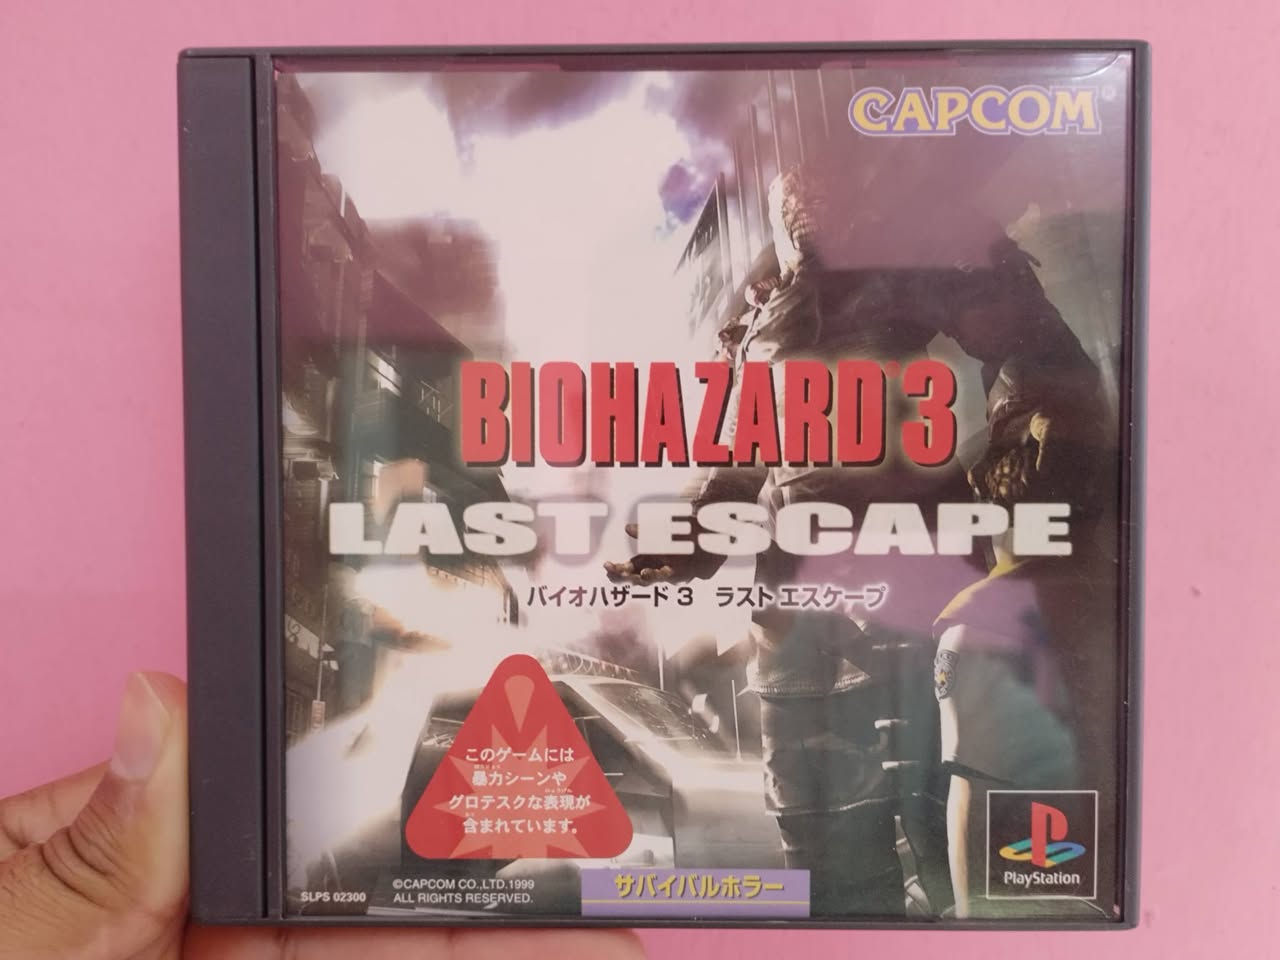 CAPCOM®
BIOHAZARD®3
LAST ESCAPE
バイオハザード 3 ラスト エスケープ
このゲームには
暴力シーンや
グロテスクな表現が
含まれています。
SLPS 02300
©CAPCOM CO.,LTD.1999
ALL RIGHTS RESERVED.
サバイバルホラー
PlayStation